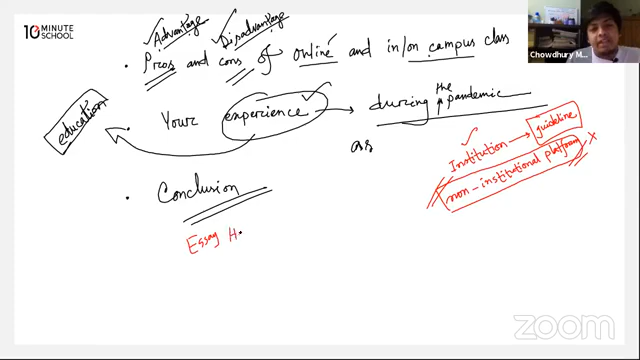 10 MINUTE SCHOOL
Advantage Disadvantage
Chowdhury M...
• Pros and cons of online and in/on campus class
education
• Your experience → during the pandemic
as
Institution → guideline
non-institutional platform x
• Conclusion
Essay H
zoom